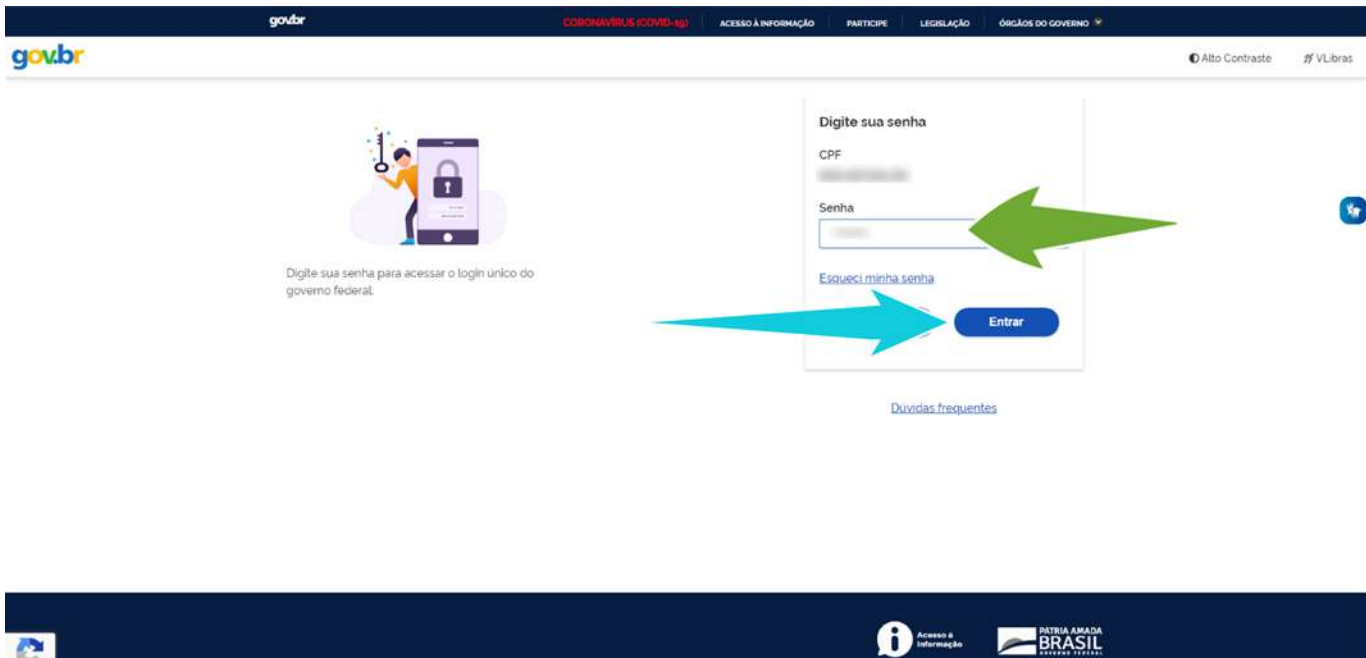 gov.br
CORONAVÍRUS (COVID-19)
ACESSO À INFORMAÇÃO
PARTICIPE
LEGISLAÇÃO
ÓRGÃOS DO GOVERNO
gov.br
Alto Contraste
VLibras
Digite sua senha
CPF
Senha
Digite sua senha para acessar o login único do
governo federal.
Esqueci minha senha
Entrar
Dúvidas frequentes
Acesso à
Informação
PÁTRIA AMADA
BRASIL
GOVERNO FEDERAL